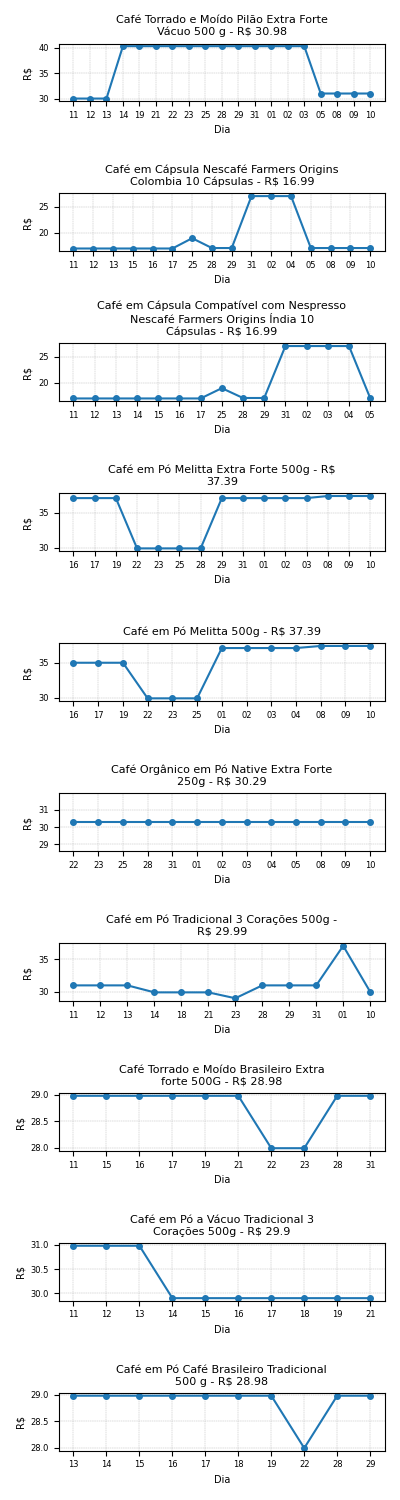 Café Torrado e Moído Pilão Extra Forte
Vácuo 500 g - R$ 30.98
40
35
30
R$
11 12 13 14 19 21 22 23 25 28 29 31 01 02 03 05 08 09 10
Dia
Café em Cápsula Nescafé Farmers Origins
Colombia 10 Cápsulas - R$ 16.99
25
20
R$
11 12 13 15 16 17 25 28 29 31 02 04 05 08 09 10
Dia
Café em Cápsula Compatível com Nespresso
Nescafé Farmers Origins Índia 10
Cápsulas - R$ 16.99
25
20
R$
11 12 13 14 15 16 17 25 28 29 31 02 03 04 05
Dia
Café em Pó Melitta Extra Forte 500g - R$
37.39
35
30
R$
16 17 19 22 23 25 28 29 31 01 02 03 08 09 10
Dia
Café em Pó Melitta 500g - R$ 37.39
35
30
R$
16 17 19 22 23 25 01 02 03 04 08 09 10
Dia
Café Orgânico em Pó Native Extra Forte
250g - R$ 30.29
31
30
29
R$
22 23 25 28 31 01 02 03 04 05 08 09 10
Dia
Café em Pó Tradicional 3 Corações 500g -
R$ 29.99
35
30
R$
11 12 13 14 18 21 23 28 29 31 01 10
Dia
Café Torrado e Moído Brasileiro Extra
forte 500G - R$ 28.98
29.0
28.5
28.0
R$
11 15 16 17 19 21 22 23 28 31
Dia
Café em Pó a Vácuo Tradicional 3
Corações 500g - R$ 29.9
31.0
30.5
30.0
R$
11 12 13 14 15 16 17 18 19 21
Dia
Café em Pó Café Brasileiro Tradicional
500 g - R$ 28.98
29.0
28.5
28.0
R$
13 14 15 16 17 18 19 22 28 29
Dia